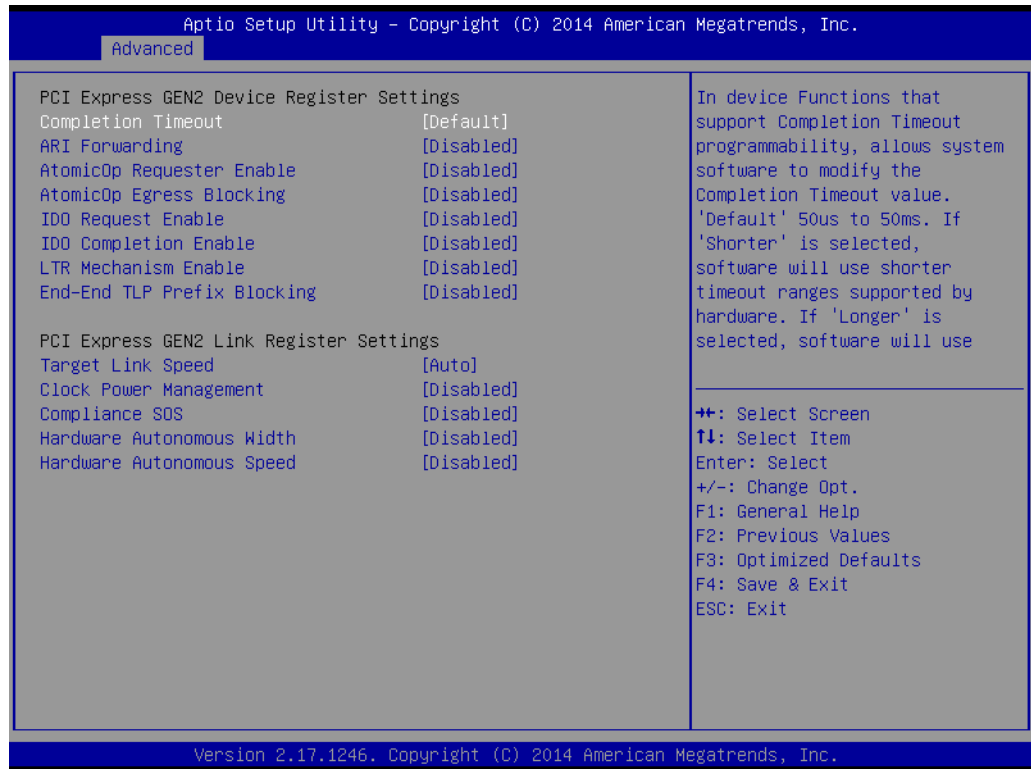 Aptio Setup Utility – Copyright (C) 2014 American Megatrends, Inc.
Advanced
PCI Express GEN2 Device Register Settings
Completion Timeout [Default]
ARI Forwarding [Disabled]
AtomicOp Requester Enable [Disabled]
AtomicOp Egress Blocking [Disabled]
IDO Request Enable [Disabled]
IDO Completion Enable [Disabled]
LTR Mechanism Enable [Disabled]
End-End TLP Prefix Blocking [Disabled]
PCI Express GEN2 Link Register Settings
Target Link Speed [Auto]
Clock Power Management [Disabled]
Compliance SOS [Disabled]
Hardware Autonomous Width [Disabled]
Hardware Autonomous Speed [Disabled]
In device Functions that
support Completion Timeout
programmability, allows system
software to modify the
Completion Timeout value.
'Default' 50us to 50ms. If
'Shorter' is selected,
software will use shorter
timeout ranges supported by
hardware. If 'Longer' is
selected, software will use
→←: Select Screen
↑↓: Select Item
Enter: Select
+/-: Change Opt.
F1: General Help
F2: Previous Values
F3: Optimized Defaults
F4: Save & Exit
ESC: Exit
Version 2.17.1246. Copyright (C) 2014 American Megatrends, Inc.